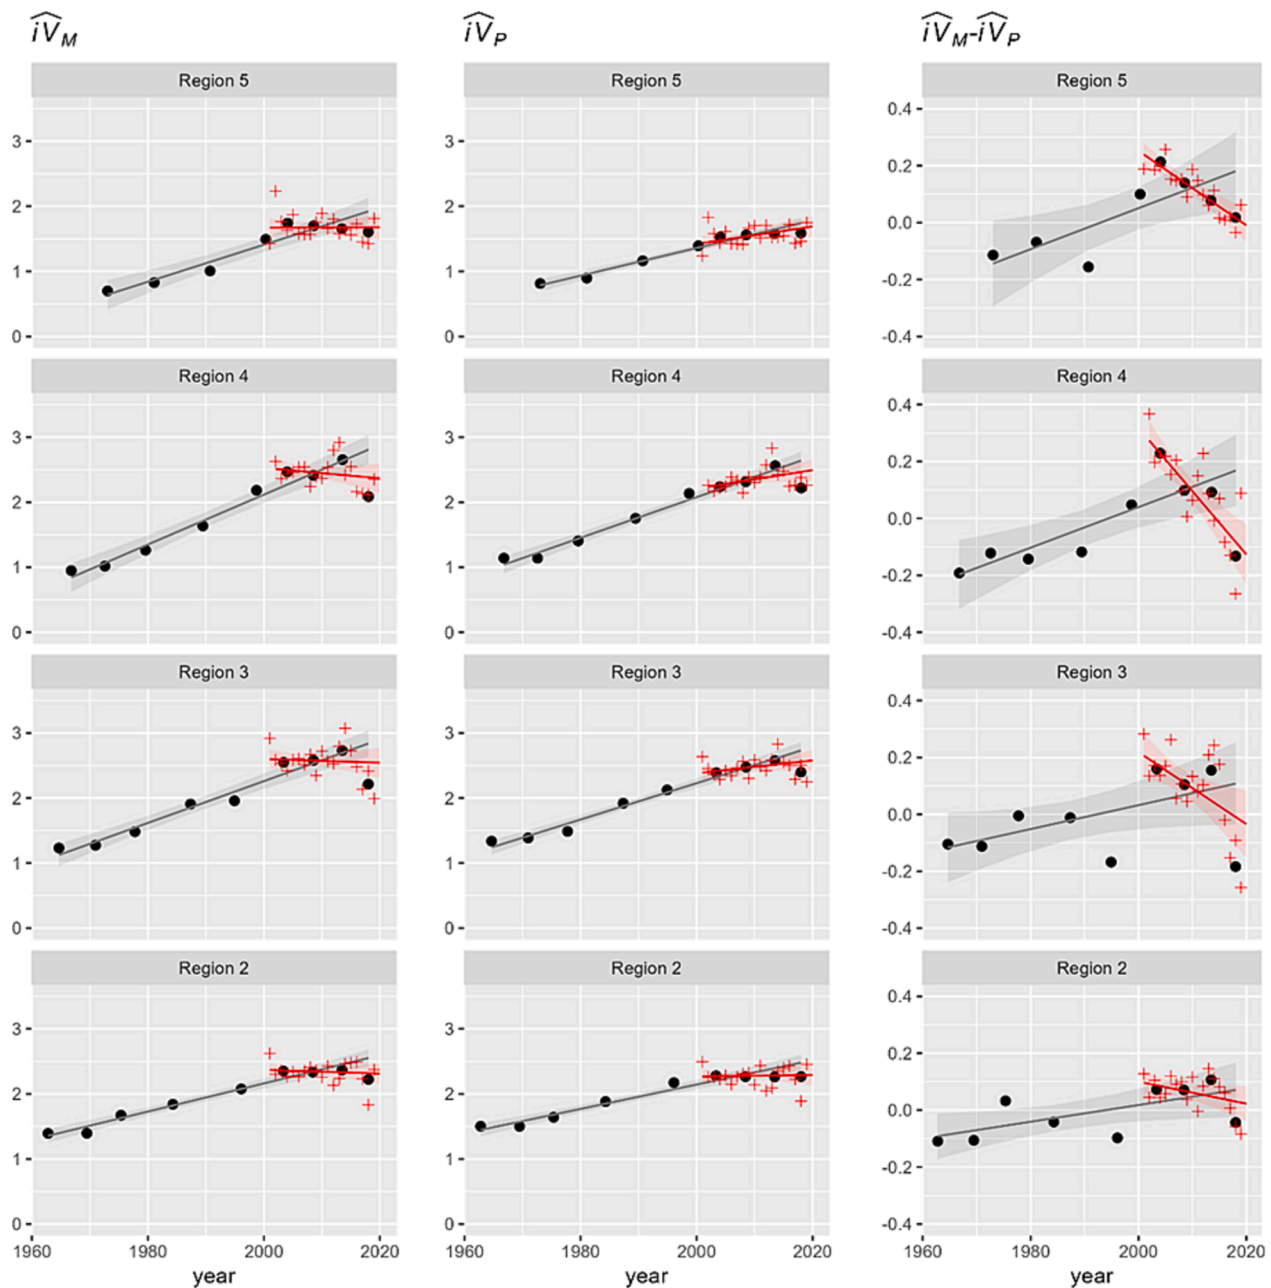 iV̂_M iV̂_P iV̂_M-iV̂_P
Region 5 Region 5 Region 5
3 3 0.4
2 2 0.2
1 1 0.0
0 0 -0.2
-0.4
Region 4 Region 4 Region 4
3 3 0.4
2 2 0.2
1 1 0.0
0 0 -0.2
-0.4
Region 3 Region 3 Region 3
3 3 0.4
2 2 0.2
1 1 0.0
0 0 -0.2
-0.4
Region 2 Region 2 Region 2
3 3 0.4
2 2 0.2
1 1 0.0
0 0 -0.2
-0.4
1960 1980 2000 2020 1960 1980 2000 2020 1960 1980 2000 2020
year year year